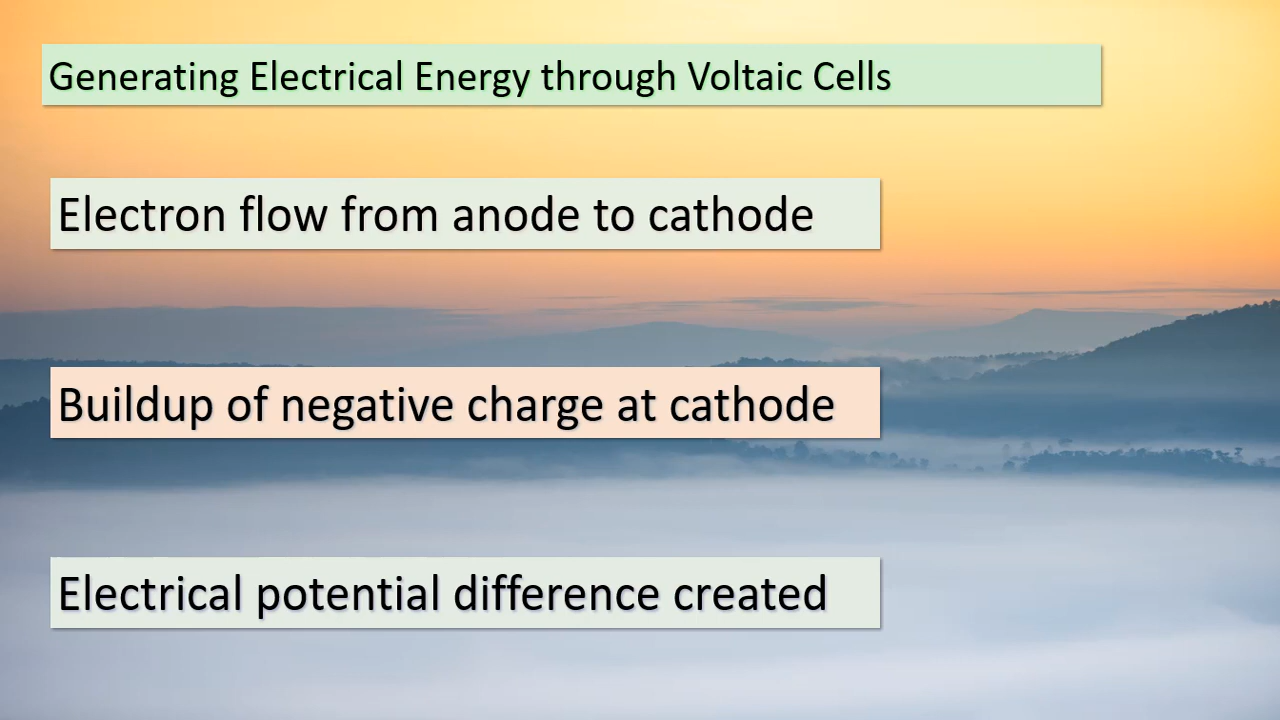 Generating Electrical Energy through Voltaic Cells
Electron flow from anode to cathode
Buildup of negative charge at cathode
Electrical potential difference created